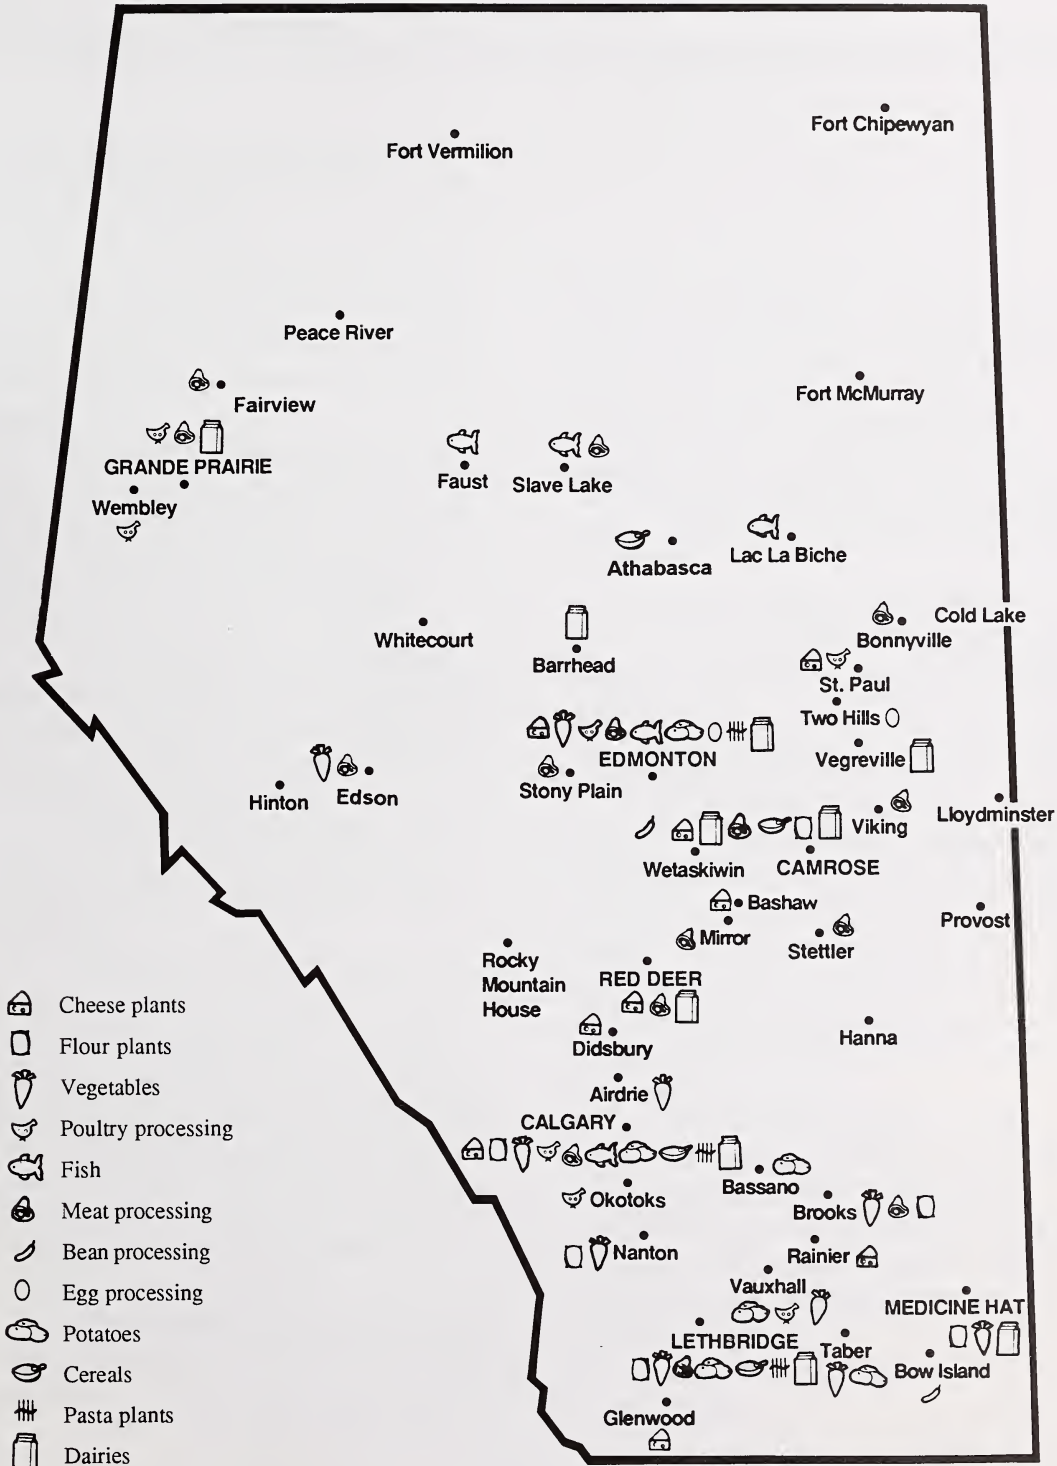 Fort Chipewyan
Fort Vermilion
Peace River
Fort McMurray
Fairview
GRANDE PRAIRIE
Faust
Slave Lake
Wembley
Athabasca
Lac La Biche
Cold Lake
Whitecourt
Bonnyville
Barrhead
St. Paul
Two Hills
EDMONTON
Vegreville
Stony Plain
Hinton
Edson
Lloydminster
Viking
Wetaskiwin
CAMROSE
Bashaw
Provost
Mirror
Stettler
Rocky
Mountain
House
RED DEER
Hanna
Didsbury
Airdrie
CALGARY
Bassano
Okotoks
Brooks
Nanton
Rainier
Vauxhall
MEDICINE HAT
LETHBRIDGE
Taber
Bow Island
Glenwood
Cheese plants
Flour plants
Vegetables
Poultry processing
Fish
Meat processing
Bean processing
Egg processing
Potatoes
Cereals
Pasta plants
Dairies